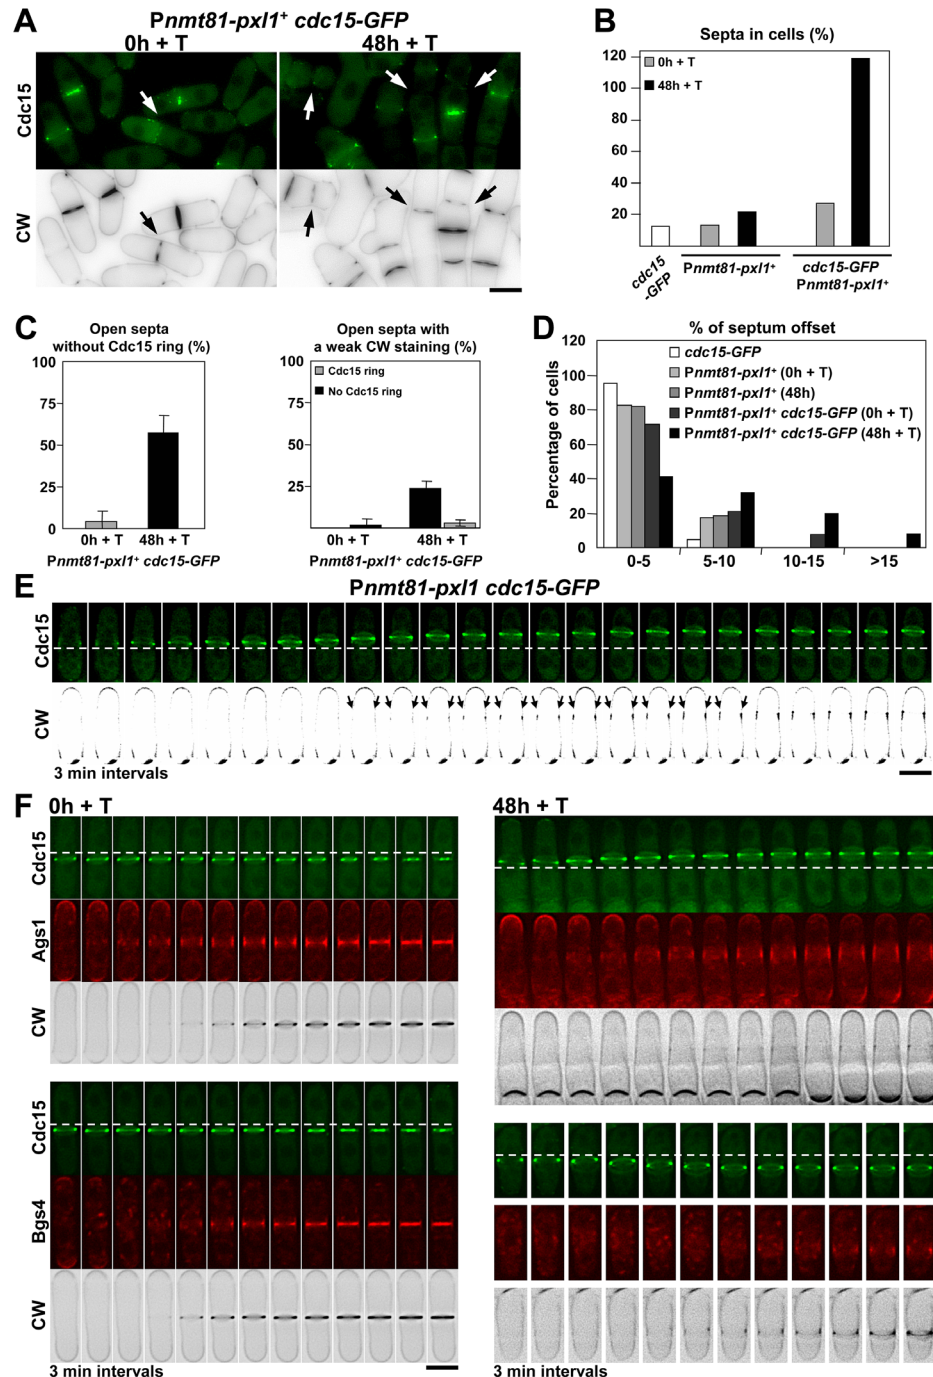 A
Pnmt81-pxl1+ cdc15-GFP
0h + T
48h + T
Cdc15
CW
B
Septa in cells (%)
0h + T
48h + T
120
100
80
60
40
20
cdc15
-GFP
Pnmt81-pxl1+
cdc15-GFP
Pnmt81-pxl1+
C
Open septa
without Cdc15 ring (%)
100
75
50
25
0
0h + T
48h + T
Pnmt81-pxl1+ cdc15-GFP
Open septa with
a weak CW staining (%)
Cdc15 ring
No Cdc15 ring
100
75
50
25
0h + T
48h + T
Pnmt81-pxl1+ cdc15-GFP
D
% of septum offset
Percentage of cells
120
100
80
60
40
20
0
cdc15-GFP
Pnmt81-pxl1+ (0h + T)
Pnmt81-pxl1+ (48h)
Pnmt81-pxl1+ cdc15-GFP (0h + T)
Pnmt81-pxl1+ cdc15-GFP (48h + T)
0-5
5-10
10-15
>15
E
Pnmt81-pxl1 cdc15-GFP
Cdc15
CW
3 min intervals
F
0h + T
48h + T
Cdc15
Ags1
CW
Cdc15
Bgs4
CW
3 min intervals
3 min intervals